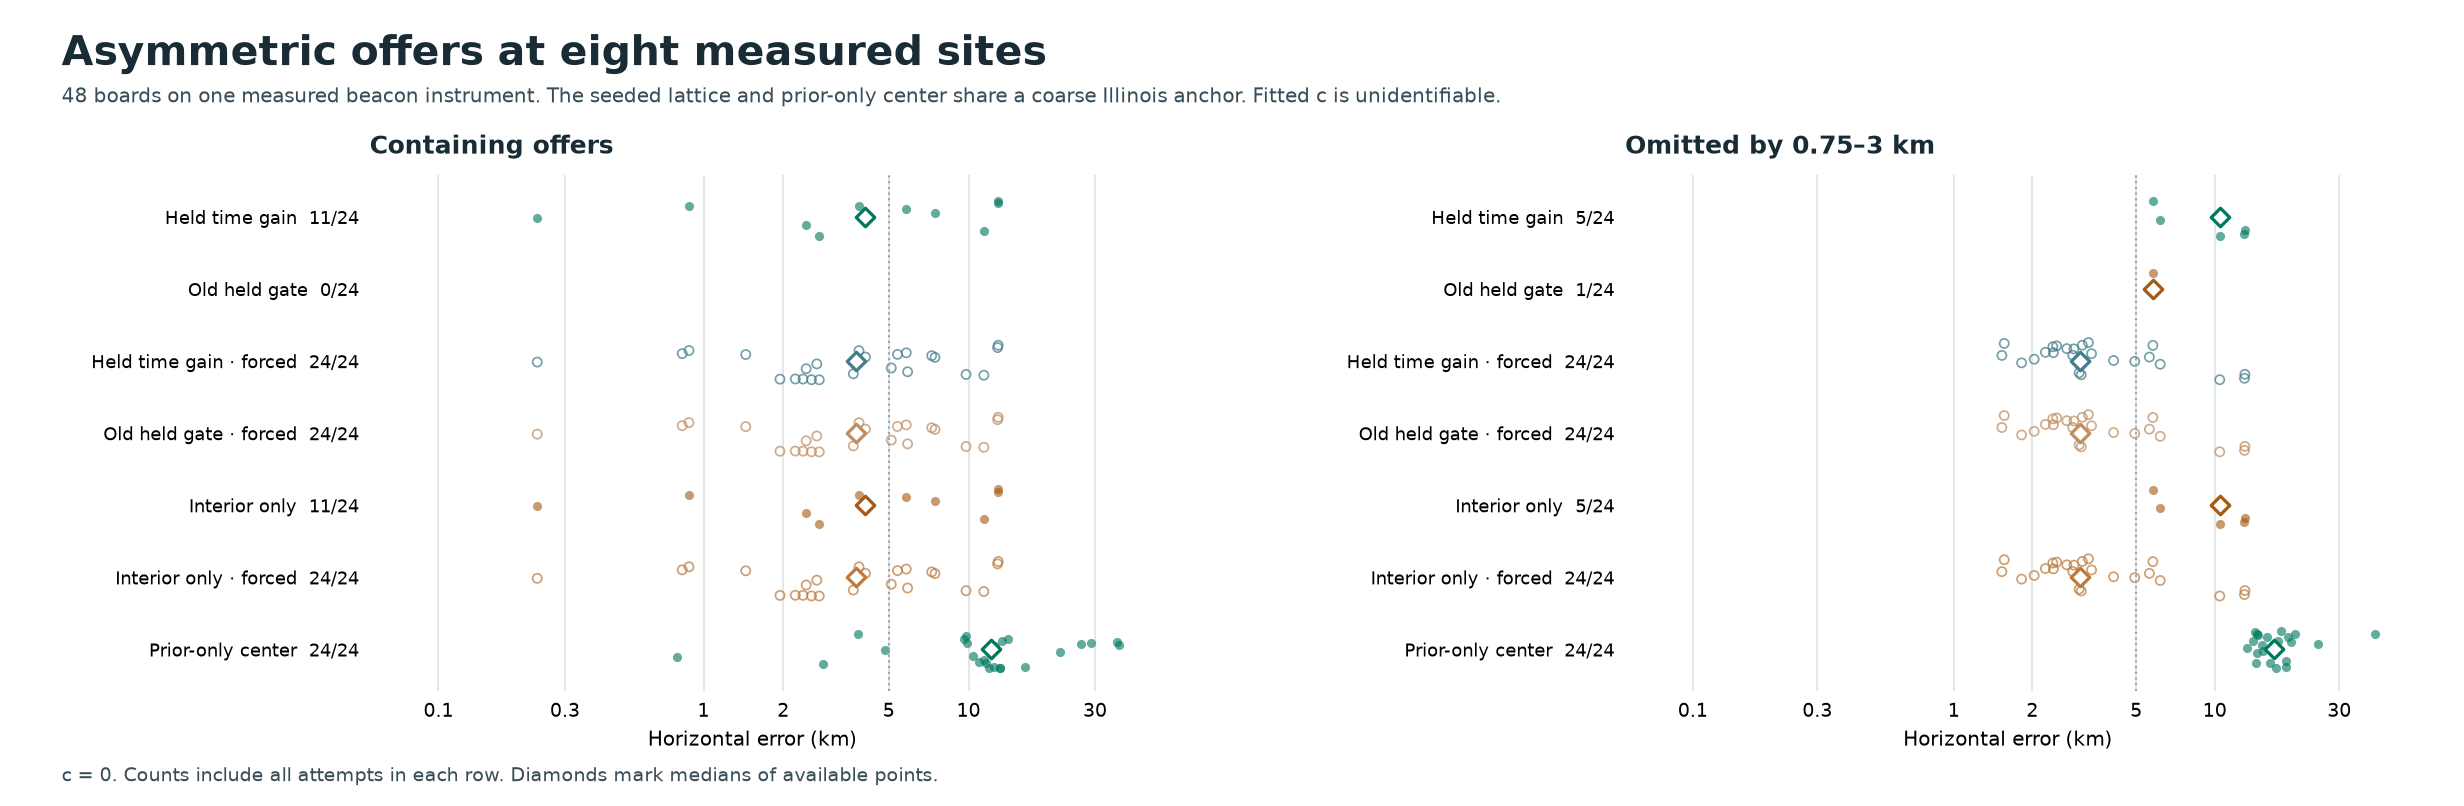 Asymmetric offers at eight measured sites
48 boards on one measured beacon instrument. The seeded lattice and prior-only center share a coarse Illinois anchor. Fitted c is unidentifiable.
Containing offers
Held time gain 11/24
Old held gate 0/24
Held time gain · forced 24/24
Old held gate · forced 24/24
Interior only 11/24
Interior only · forced 24/24
Prior-only center 24/24
0.1 0.3 1 2 5 10 30
Horizontal error (km)
Omitted by 0.75–3 km
Held time gain 5/24
Old held gate 1/24
Held time gain · forced 24/24
Old held gate · forced 24/24
Interior only 5/24
Interior only · forced 24/24
Prior-only center 24/24
0.1 0.3 1 2 5 10 30
Horizontal error (km)
c = 0. Counts include all attempts in each row. Diamonds mark medians of available points.